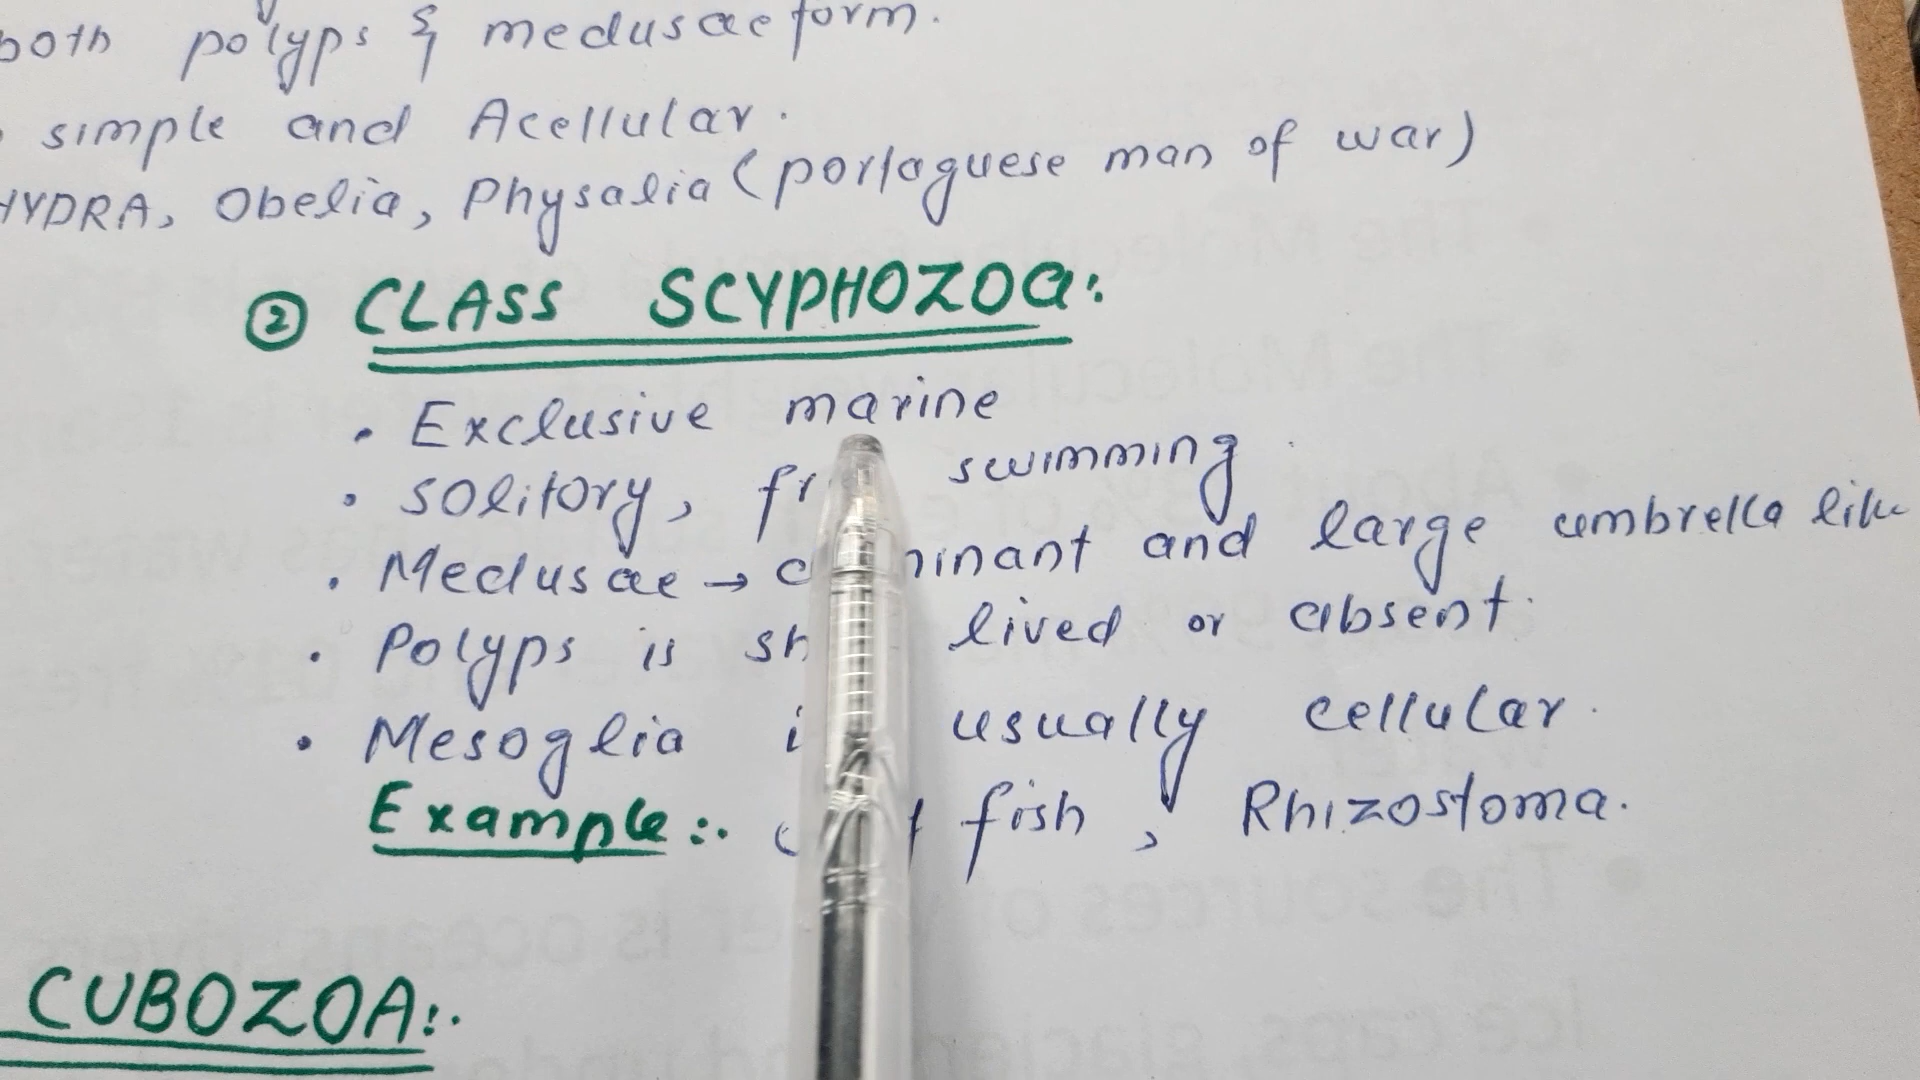 both polyps & medusae form.
simple and Acellular.
HYDRA, Obelia, Physalia (portaguese man of war)
② CLASS SCYPHOZOa:
• Exclusive marine
• solitory, swimming
• Medusae → and large umbrella like
• Polyps is lived or absent.
• Mesoglia usually cellular.
Example:. fish, Rhizostoma.
CUBOZOA:.